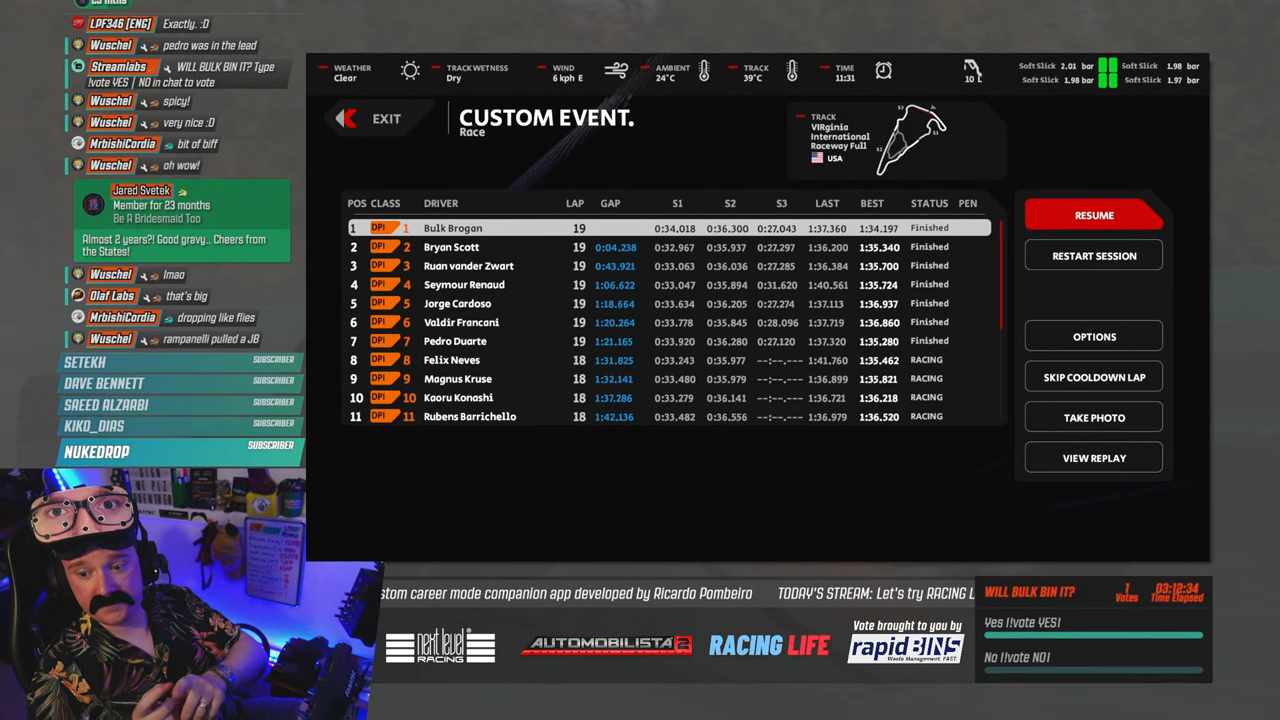 LPF346 [ENG] Exactly. :D
Wuschel pedro was in the lead
Streamlabs WILL BULK BIN IT? Type
!vote YES | NO in chat to vote
Wuschel spicy!
Wuschel very nice :D
MrbishiCordia bit of biff
Wuschel oh wow!
Jared Svetek
Member for 23 months
Be A Bridesmaid Too
Almost 2 years?! Good gravy.. Cheers from
the States!
Wuschel lmao
Olaf Labs that's big
MrbishiCordia dropping like flies
Wuschel rampanelli pulled a JB
SETEKH SUBSCRIBER
DAVE BENNETT SUBSCRIBER
SAEED ALZAABI SUBSCRIBER
KIKO_DIAS SUBSCRIBER
NUKEDROP SUBSCRIBER
WEATHER
Clear
TRACK WETNESS
Dry
WIND
6 kph E
AMBIENT
24°C
TRACK
39°C
TIME
11:31
10
Soft Slick 2.01 bar Soft Slick 1.98 bar
Soft Slick 1.98 bar Soft Slick 1.97 bar
EXIT
CUSTOM EVENT.
Race
TRACK
VIRginia
International
Raceway Full
USA
S3
S1
S2
POS CLASS DRIVER LAP GAP S1 S2 S3 LAST BEST STATUS PEN
1 DPI 1 Bulk Brogan 19 0:34.018 0:36.300 0:27.043 1:37.360 1:34.197 Finished
2 DPI 2 Bryan Scott 19 0:04.238 0:32.967 0:35.937 0:27.297 1:36.200 1:35.340 Finished
3 DPI 3 Ruan vander Zwart 19 0:43.921 0:33.063 0:36.036 0:27.285 1:36.384 1:35.700 Finished
4 DPI 4 Seymour Renaud 19 1:06.622 0:33.047 0:35.894 0:31.620 1:40.561 1:35.724 Finished
5 DPI 5 Jorge Cardoso 19 1:18.664 0:33.634 0:36.205 0:27.274 1:37.113 1:36.937 Finished
6 DPI 6 Valdir Francani 19 1:20.264 0:33.778 0:35.845 0:28.096 1:37.719 1:36.860 Finished
7 DPI 7 Pedro Duarte 19 1:21.165 0:33.920 0:36.280 0:27.120 1:37.320 1:35.280 Finished
8 DPI 8 Felix Neves 18 1:31.825 0:33.243 0:35.977 --:--,--- 1:41.760 1:35.462 RACING
9 DPI 9 Magnus Kruse 18 1:32.141 0:33.480 0:35.979 --:--,--- 1:36.899 1:35.821 RACING
10 DPI 10 Kaoru Konashi 18 1:37.286 0:33.279 0:36.141 --:--,--- 1:36.721 1:36.218 RACING
11 DPI 11 Rubens Barrichello 18 1:42.136 0:33.482 0:36.556 --:--,--- 1:36.979 1:36.520 RACING
RESUME
RESTART SESSION
OPTIONS
SKIP COOLDOWN LAP
TAKE PHOTO
VIEW REPLAY
stom career mode companion app developed by Ricardo Pombeiro TODAY'S STREAM: Let's try RACING L
next level
RACING
AUTOMOBILISTA 2
RACING LIFE
Vote brought to you by
rapid BINS
Waste Management. FAST.
WILL BULK BIN IT?
1
Votes
03:12:34
Time Elapsed
Yes !!vote YES!
No !!vote NO!